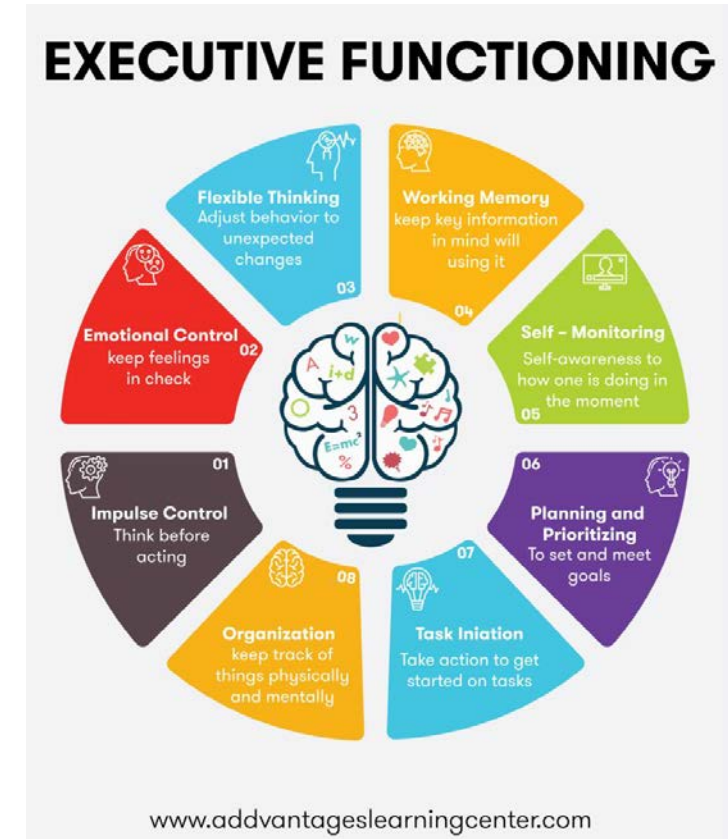 EXECUTIVE FUNCTIONING
01
Impulse Control
Think before
acting
Emotional Control
02
keep feelings
in check
Flexible Thinking
Adjust behavior to
unexpected
changes
03
Working Memory
keep key information
in mind will
using it
04
Self – Monitoring
Self-awareness to
how one is doing in
the moment
05
06
Planning and
Prioritizing
To set and meet
goals
07
Task Iniation
Take action to get
started on tasks
08
Organization
keep track of
things physically
and mentally
W
A
i+d
3
E=mc²
%
www.addvantageslearningcenter.com